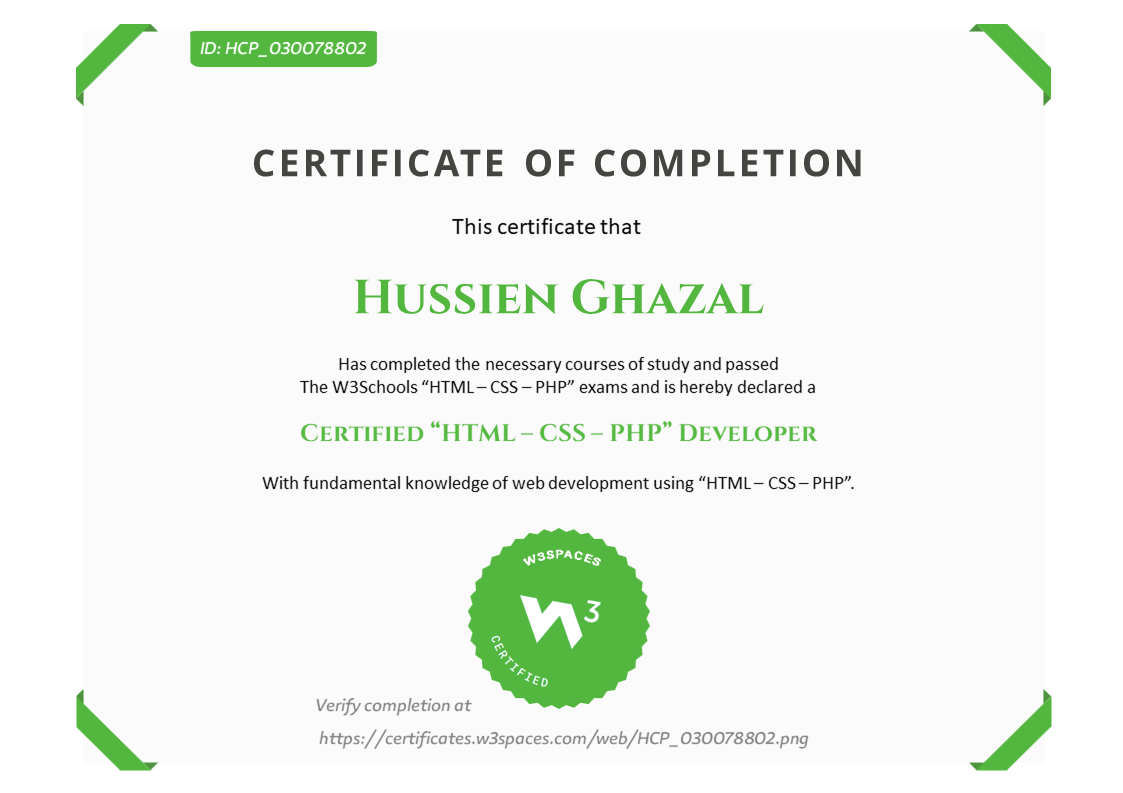 ID: HCP_030078802
CERTIFICATE OF COMPLETION
This certificate that
Hussien Ghazal
Has completed the necessary courses of study and passed
The W3Schools “HTML – CSS – PHP” exams and is hereby declared a
Certified “HTML – CSS – PHP” Developer
With fundamental knowledge of web development using “HTML – CSS – PHP”.
W3SPACES
W3
CERTIFIED
Verify completion at
https://certificates.w3spaces.com/web/HCP_030078802.png